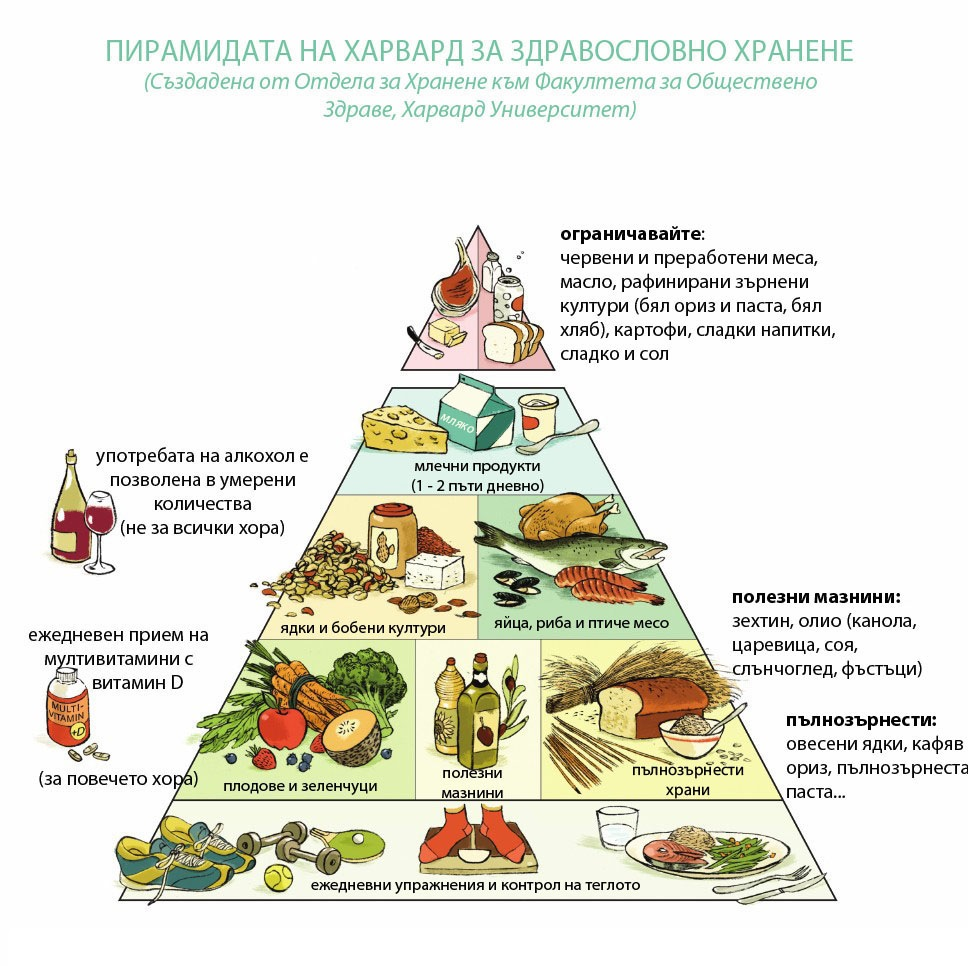 ПИРАМИДАТА НА ХАРВАРД ЗА ЗДРАВОСЛОВНО ХРАНЕНЕ
(Създадена от Отдела за Хранене към Факултета за Обществено
Здраве, Харвард Университет)
ограничавайте:
червени и преработени меса,
масло, рафинирани зърнени
култури (бял ориз и паста, бял
хляб), картофи, сладки напитки,
сладко и сол
МЛЯКО
млечни продукти
(1 - 2 пъти дневно)
употребата на алкохол е
позволена в умерени
количества
(не за всички хора)
ядки и бобени култури
яйца, риба и птиче месо
полезни мазнини:
зехтин, олио (канола,
царевица, соя,
слънчоглед, фъстъци)
ежедневен прием на
мултивитамини с
витамин D
MULTI-
VITAMIN
+D
(за повечето хора)
плодове и зеленчуци
полезни
мазнини
пълнозърнести
храни
пълнозърнести:
овесени ядки, кафяв
ориз, пълнозърнеста
паста...
ежедневни упражнения и контрол на теглото